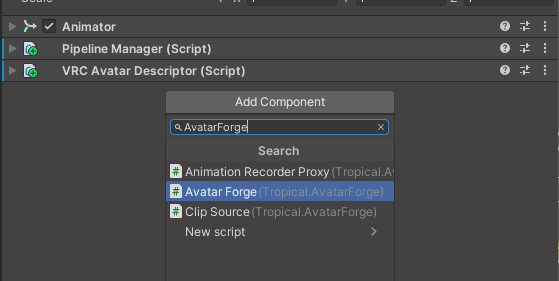 Animator
Pipeline Manager (Script)
VRC Avatar Descriptor (Script)
Add Component
AvatarForge
Search
Animation Recorder Proxy (Tropical.Av
Avatar Forge (Tropical.AvatarForge)
Clip Source (Tropical.AvatarForge)
New script